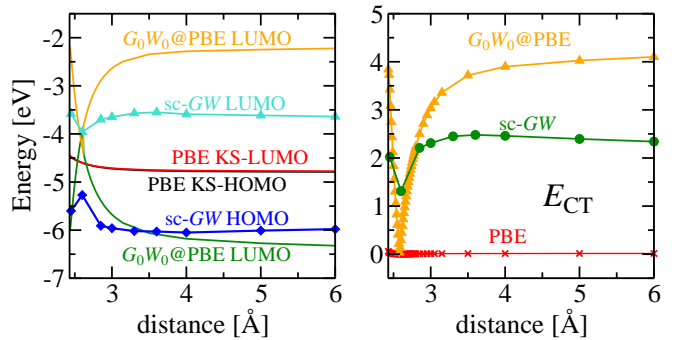 -2
-3
-4
-5
-6
-7
Energy [eV]
G₀W₀@PBE LUMO
sc-GW LUMO
PBE KS-LUMO
PBE KS-HOMO
sc-GW HOMO
G₀W₀@PBE LUMO
3 4 5 6
distance [Å]
5
4
3
2
1
0
G₀W₀@PBE
sc-GW
E_CT
PBE
3 4 5 6
distance [Å]